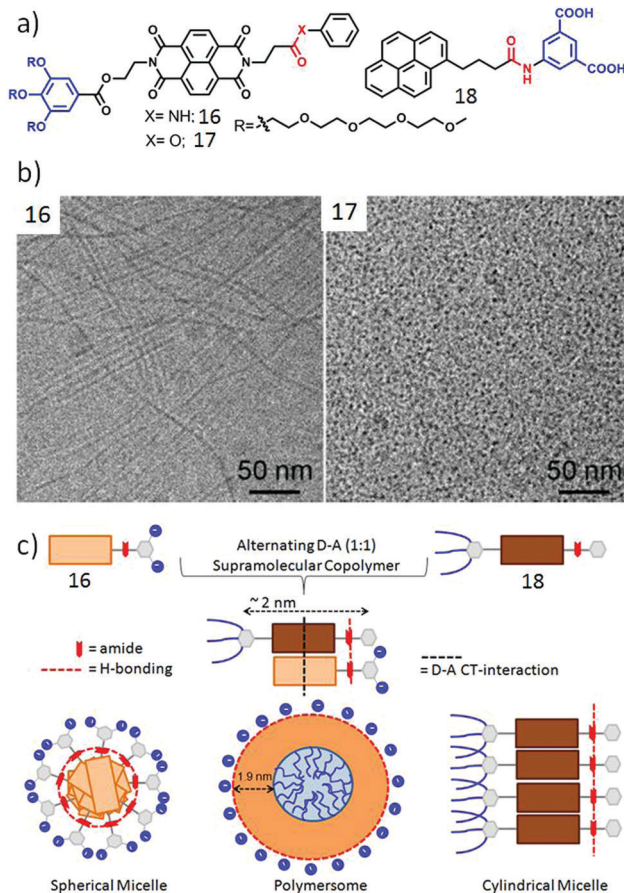 a)
RO
RO
RO
O
O
O
N
O
O
N
O
O
O
X
X= NH; 16
X= O; 17
R=
O
O
O
O
18
O
N
H
COOH
COOH
b)
16
50 nm
17
50 nm
c)
16
Alternating D-A (1:1)
Supramolecular Copolymer
18
~ 2 nm
= amide
= H-bonding
= D-A CT-interaction
1.9 nm
Spherical Micelle
Polymersome
Cylindrical Micelle